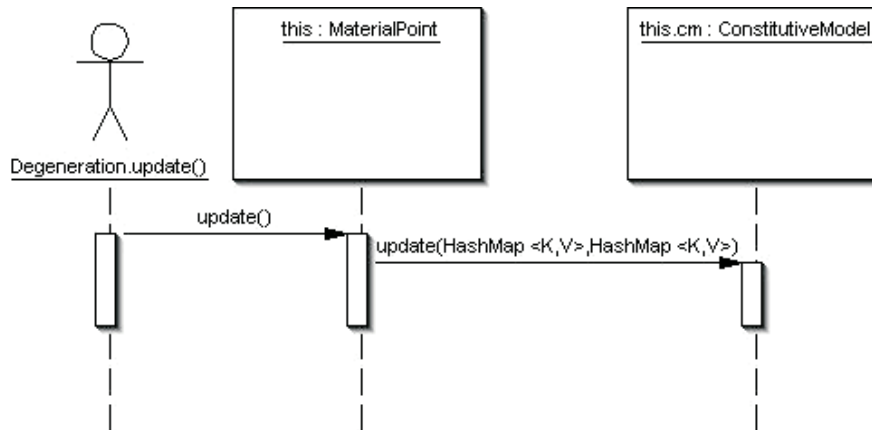 this : MaterialPoint
this.cm : ConstitutiveModel
Degeneration.update()
update()
update(HashMap <K,V>,HashMap <K,V>)